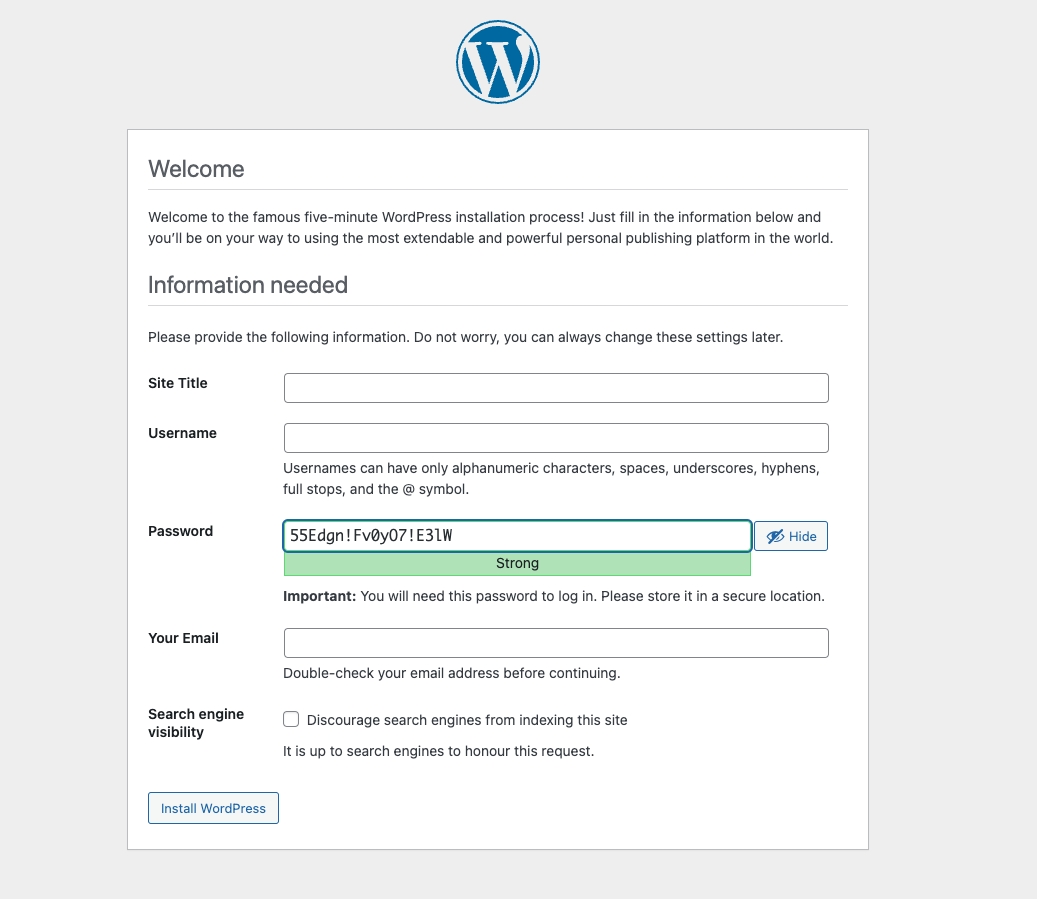 Welcome
Welcome to the famous five-minute WordPress installation process! Just fill in the information below and
you’ll be on your way to using the most extendable and powerful personal publishing platform in the world.
Information needed
Please provide the following information. Do not worry, you can always change these settings later.
Site Title
Username
Usernames can have only alphanumeric characters, spaces, underscores, hyphens,
full stops, and the @ symbol.
Password
55Edgn!Fv0yO7!E3lW
Hide
Strong
Important: You will need this password to log in. Please store it in a secure location.
Your Email
Double-check your email address before continuing.
Search engine
visibility
Discourage search engines from indexing this site
It is up to search engines to honour this request.
Install WordPress